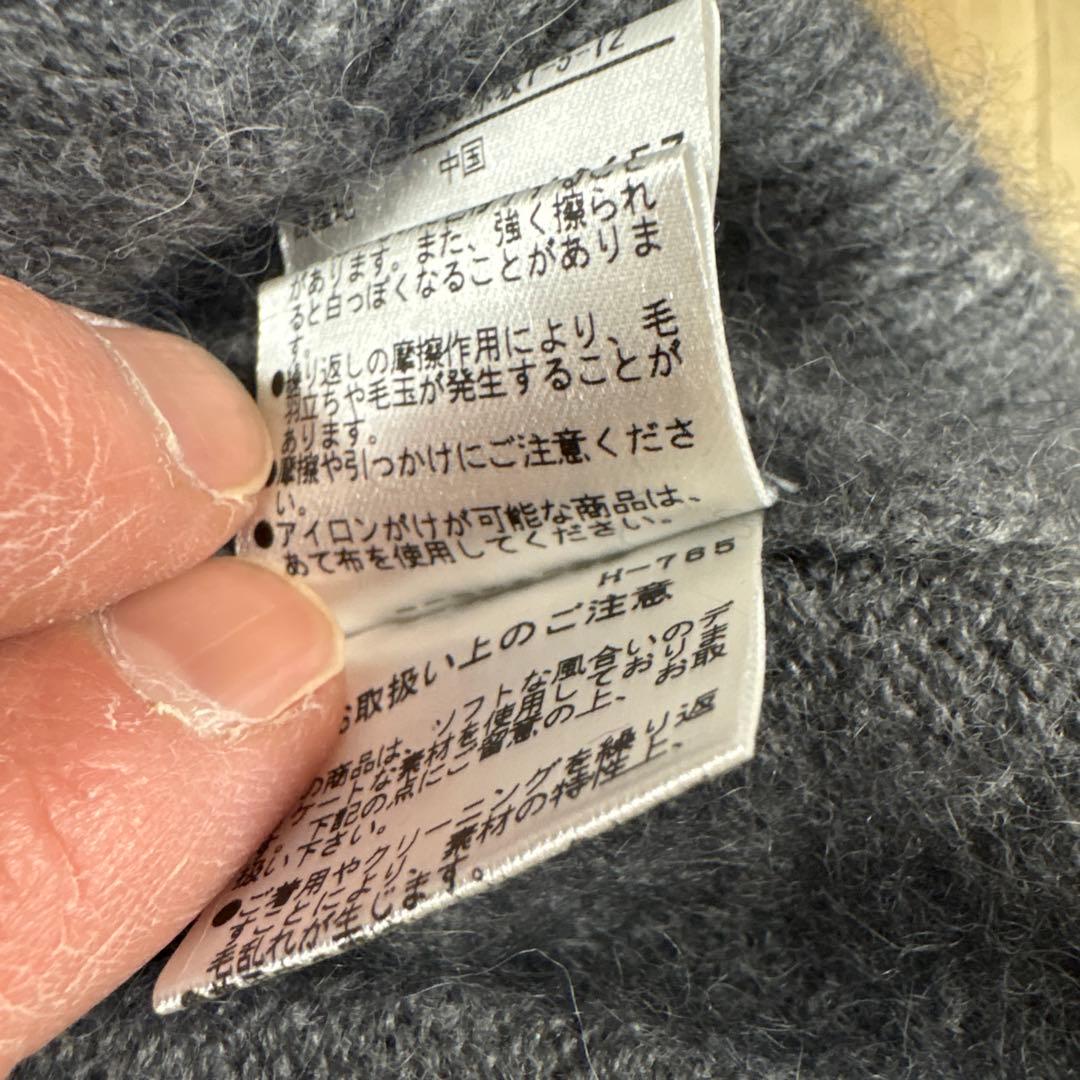 坂1-5-12
中国
があります。また、強く擦られ
ると白っぽくなることがありま
す。
●繰り返しの摩擦作用により、毛
羽立ちや毛玉が発生することが
あります。
●摩擦や引っかけにご注意くださ
い。
●アイロンがけが可能な商品は、
あて布を使用してください。
H-765
お取扱い上のご注意
の商品は、ソフトな風合いのデ
ケートな素材を使用しておりま
、下記の点にご留意の上、お取
扱い下さい。
●ご着用やクリーニングを繰り返
すことにより、素材の特性上、
毛乱れが生じます。